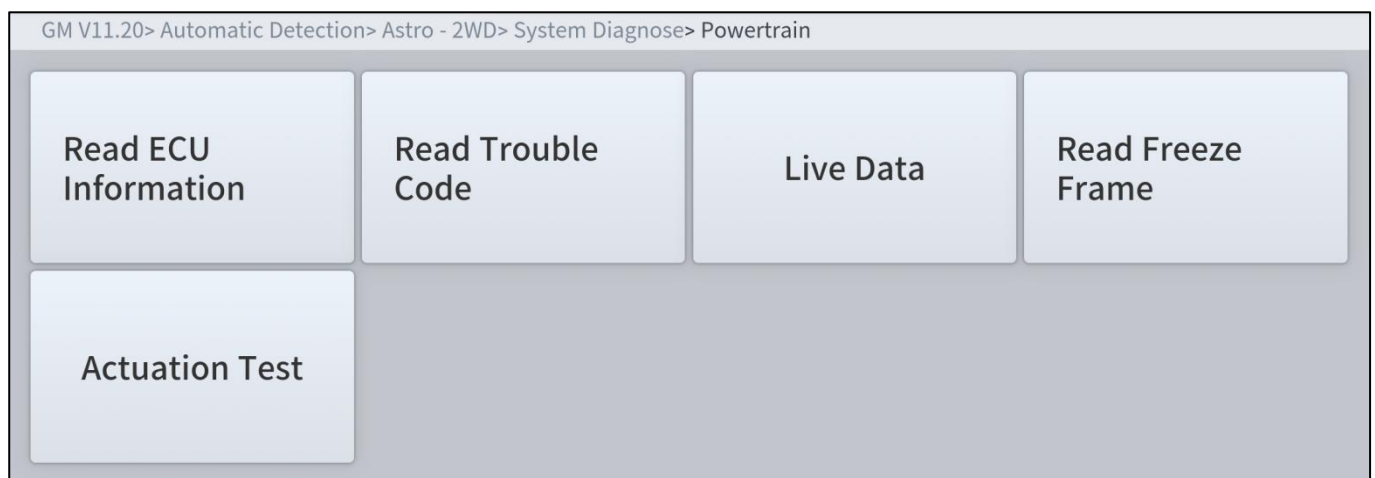 GM V11.20> Automatic Detection> Astro - 2WD> System Diagnose> Powertrain
Read ECU
Information
Read Trouble
Code
Live Data
Read Freeze
Frame
Actuation Test